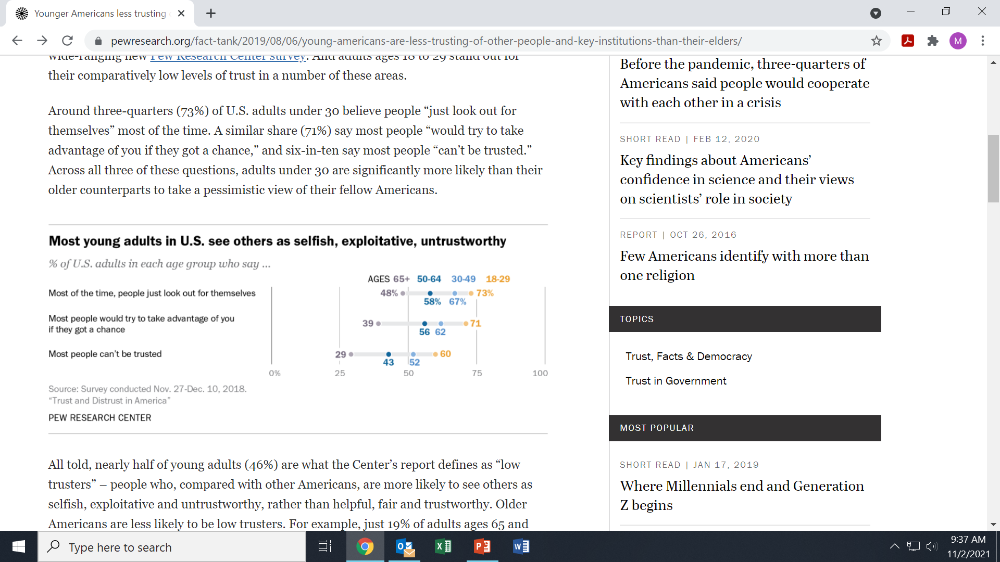 Younger Americans less trusting
pewresearch.org/fact-tank/2019/08/06/young-americans-are-less-trusting-of-other-people-and-key-institutions-than-their-elders/
M
wide-ranging new Pew Research Center survey. And adults ages 18 to 29 stand out for
their comparatively low levels of trust in a number of these areas.
Around three-quarters (73%) of U.S. adults under 30 believe people “just look out for
themselves” most of the time. A similar share (71%) say most people “would try to take
advantage of you if they got a chance,” and six-in-ten say most people “can’t be trusted.”
Across all three of these questions, adults under 30 are significantly more likely than their
older counterparts to take a pessimistic view of their fellow Americans.
Most young adults in U.S. see others as selfish, exploitative, untrustworthy
% of U.S. adults in each age group who say ...
AGES 65+ 50-64 30-49 18-29
Most of the time, people just look out for themselves
48% 73%
58% 67%
Most people would try to take advantage of you
if they got a chance
39 71
56 62
Most people can’t be trusted
29 60
43 52
0% 25 50 75 100
Source: Survey conducted Nov. 27-Dec. 10, 2018.
“Trust and Distrust in America”
PEW RESEARCH CENTER
All told, nearly half of young adults (46%) are what the Center’s report defines as “low
trusters” – people who, compared with other Americans, are more likely to see others as
selfish, exploitative and untrustworthy, rather than helpful, fair and trustworthy. Older
Americans are less likely to be low trusters. For example, just 19% of adults ages 65 and
Before the pandemic, three-quarters of
Americans said people would cooperate
with each other in a crisis
SHORT READ | FEB 12, 2020
Key findings about Americans’
confidence in science and their views
on scientists’ role in society
REPORT | OCT 26, 2016
Few Americans identify with more than
one religion
TOPICS
Trust, Facts & Democracy
Trust in Government
MOST POPULAR
SHORT READ | JAN 17, 2019
Where Millennials end and Generation
Z begins
Type here to search
9:37 AM
11/2/2021